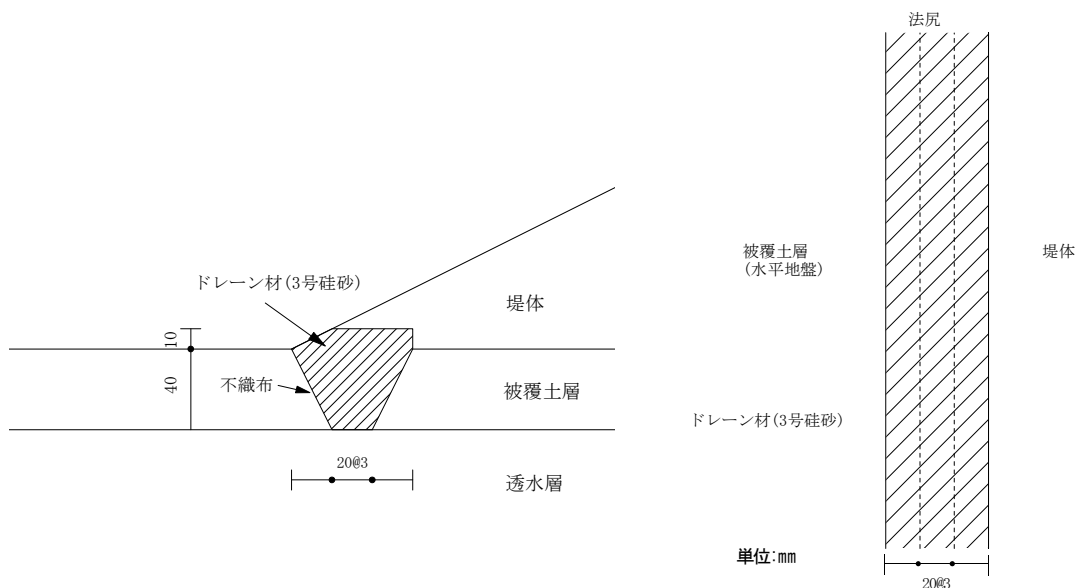 法尻
ドレーン材(3号硅砂)
堤体
被覆土層
(水平地盤)
堤体
10
40
不織布
被覆土層
ドレーン材(3号硅砂)
20@3
透水層
単位:mm
20@3